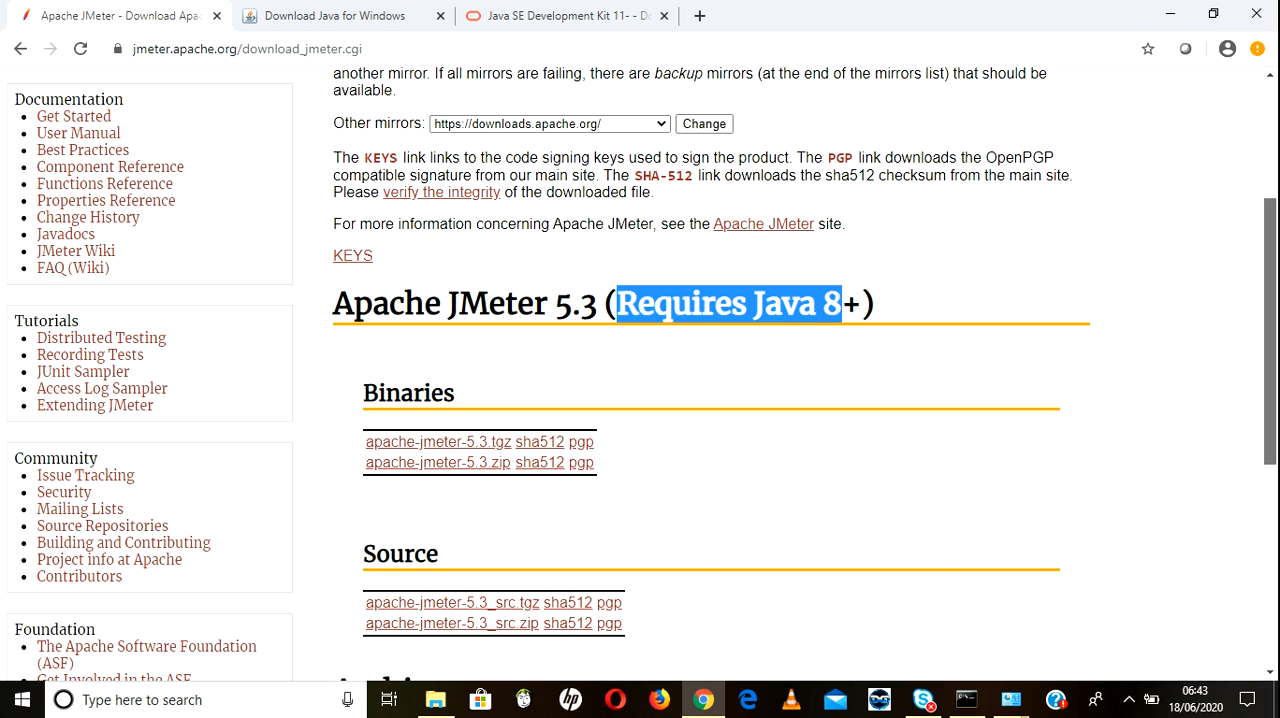 Apache JMeter - Download Apac
Download Java for Windows
Java SE Development Kit 11- - Do
jmeter.apache.org/download_jmeter.cgi
Documentation
Get Started
User Manual
Best Practices
Component Reference
Functions Reference
Properties Reference
Change History
Javadocs
JMeter Wiki
FAQ (Wiki)
Tutorials
Distributed Testing
Recording Tests
JUnit Sampler
Access Log Sampler
Extending JMeter
Community
Issue Tracking
Security
Mailing Lists
Source Repositories
Building and Contributing
Project info at Apache
Contributors
Foundation
The Apache Software Foundation
(ASF)
Get Involved in the ASF
another mirror. If all mirrors are failing, there are backup mirrors (at the end of the mirrors list) that should be
available.
Other mirrors: https://downloads.apache.org/ Change
The KEYS link links to the code signing keys used to sign the product. The PGP link downloads the OpenPGP
compatible signature from our main site. The SHA-512 link downloads the sha512 checksum from the main site.
Please verify the integrity of the downloaded file.
For more information concerning Apache JMeter, see the Apache JMeter site.
KEYS
Apache JMeter 5.3 (Requires Java 8+)
Binaries
apache-jmeter-5.3.tgz sha512 pgp
apache-jmeter-5.3.zip sha512 pgp
Source
apache-jmeter-5.3_src.tgz sha512 pgp
apache-jmeter-5.3_src.zip sha512 pgp
Type here to search
06:43
18/06/2020